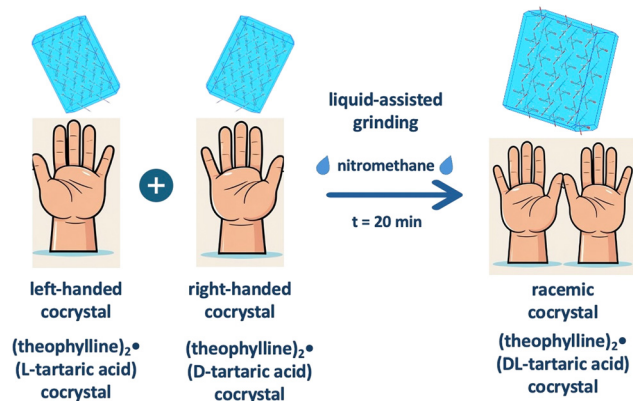 liquid-assisted
grinding
nitromethane
t = 20 min
+
left-handed
cocrystal
(theophylline)₂•
(L-tartaric acid)
cocrystal
right-handed
cocrystal
(theophylline)₂•
(D-tartaric acid)
cocrystal
racemic
cocrystal
(theophylline)₂•
(DL-tartaric acid)
cocrystal